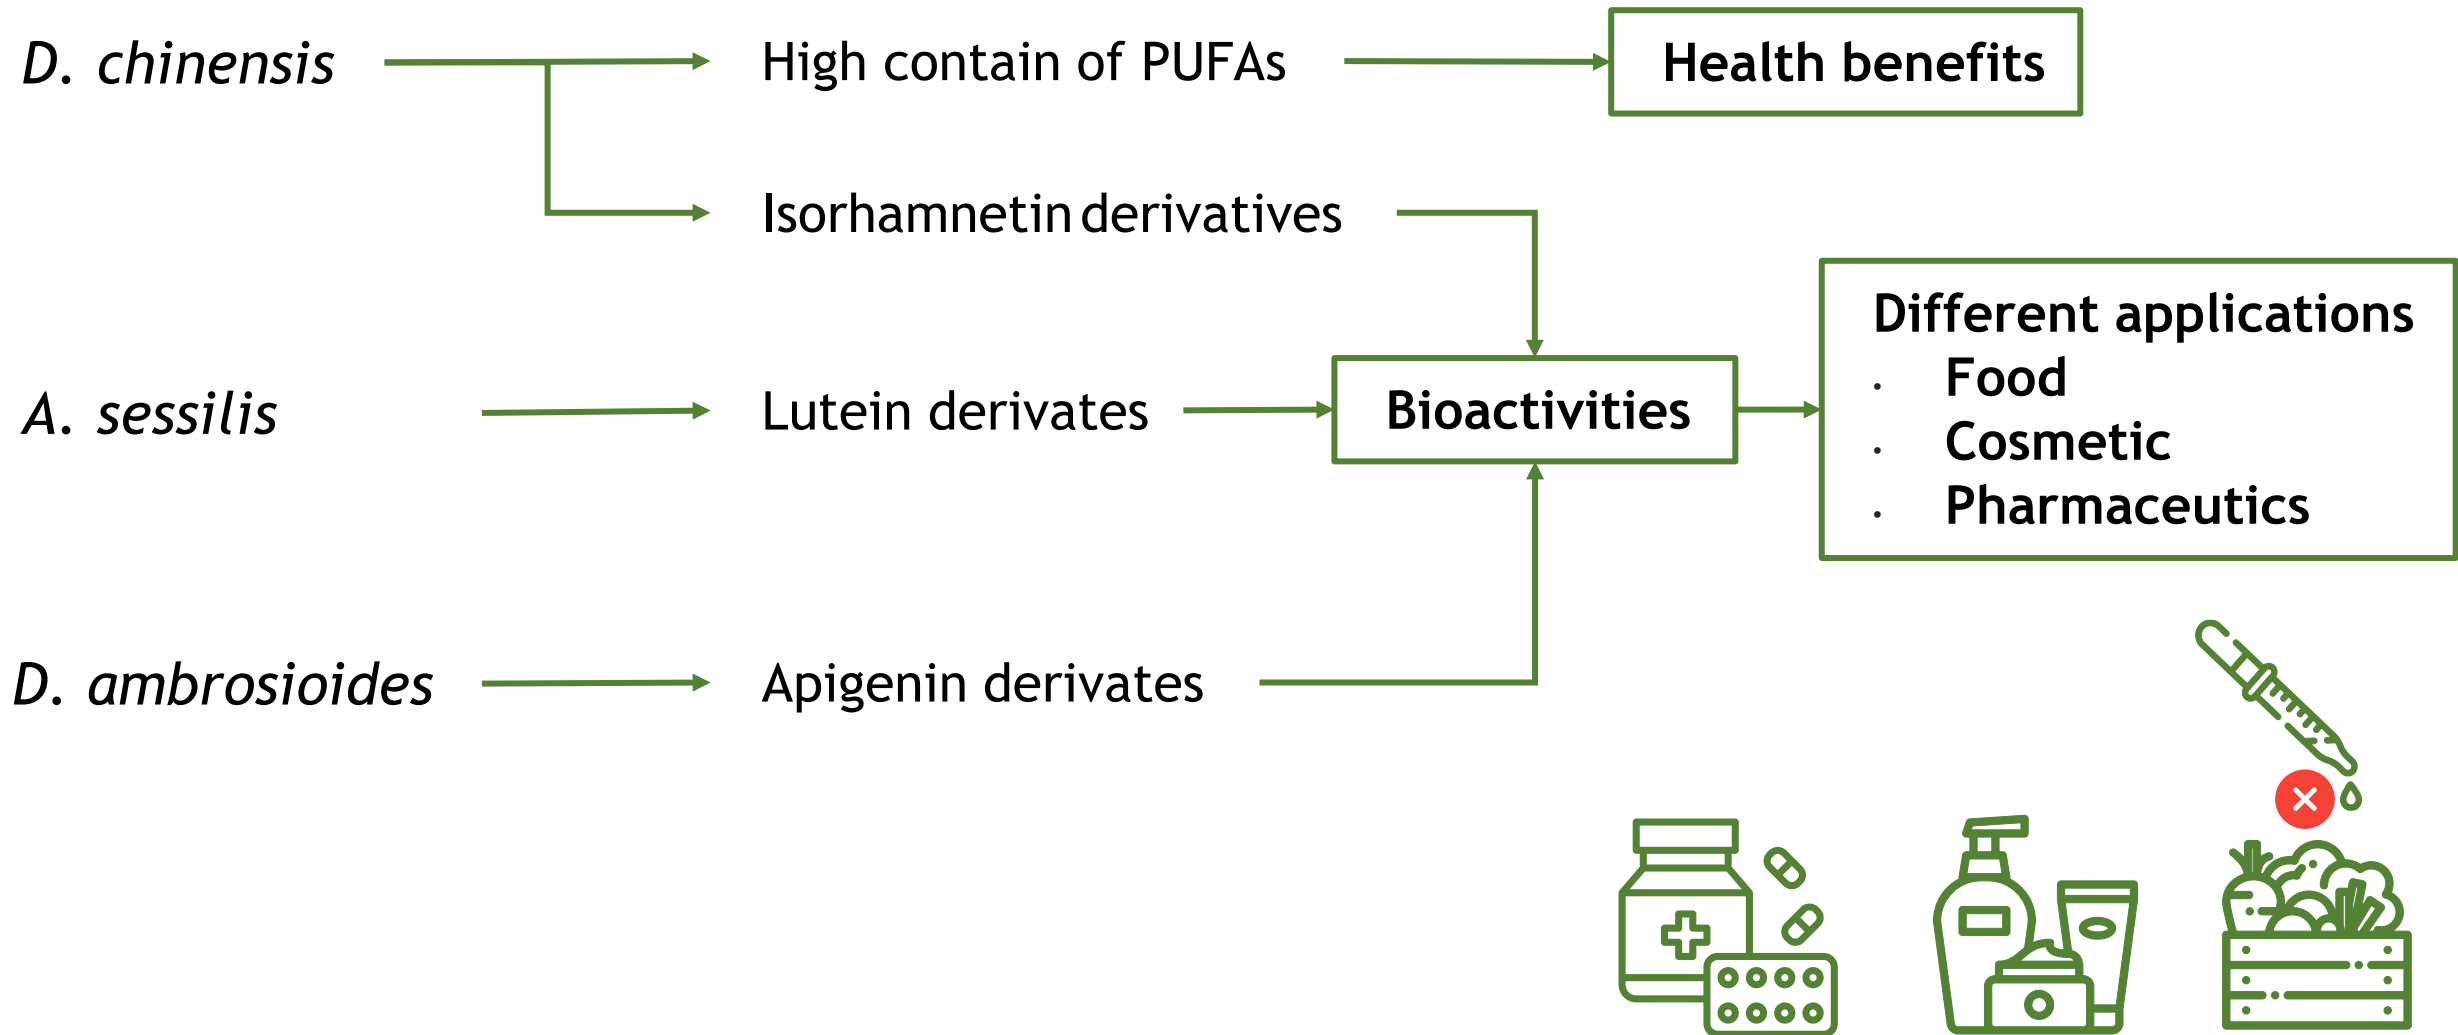 D. chinensis
High contain of PUFAs
Health benefits
Isorhamnetin derivatives
A. sessilis
Lutein derivates
Bioactivities
Different applications
. Food
. Cosmetic
. Pharmaceutics
D. ambrosioides
Apigenin derivates